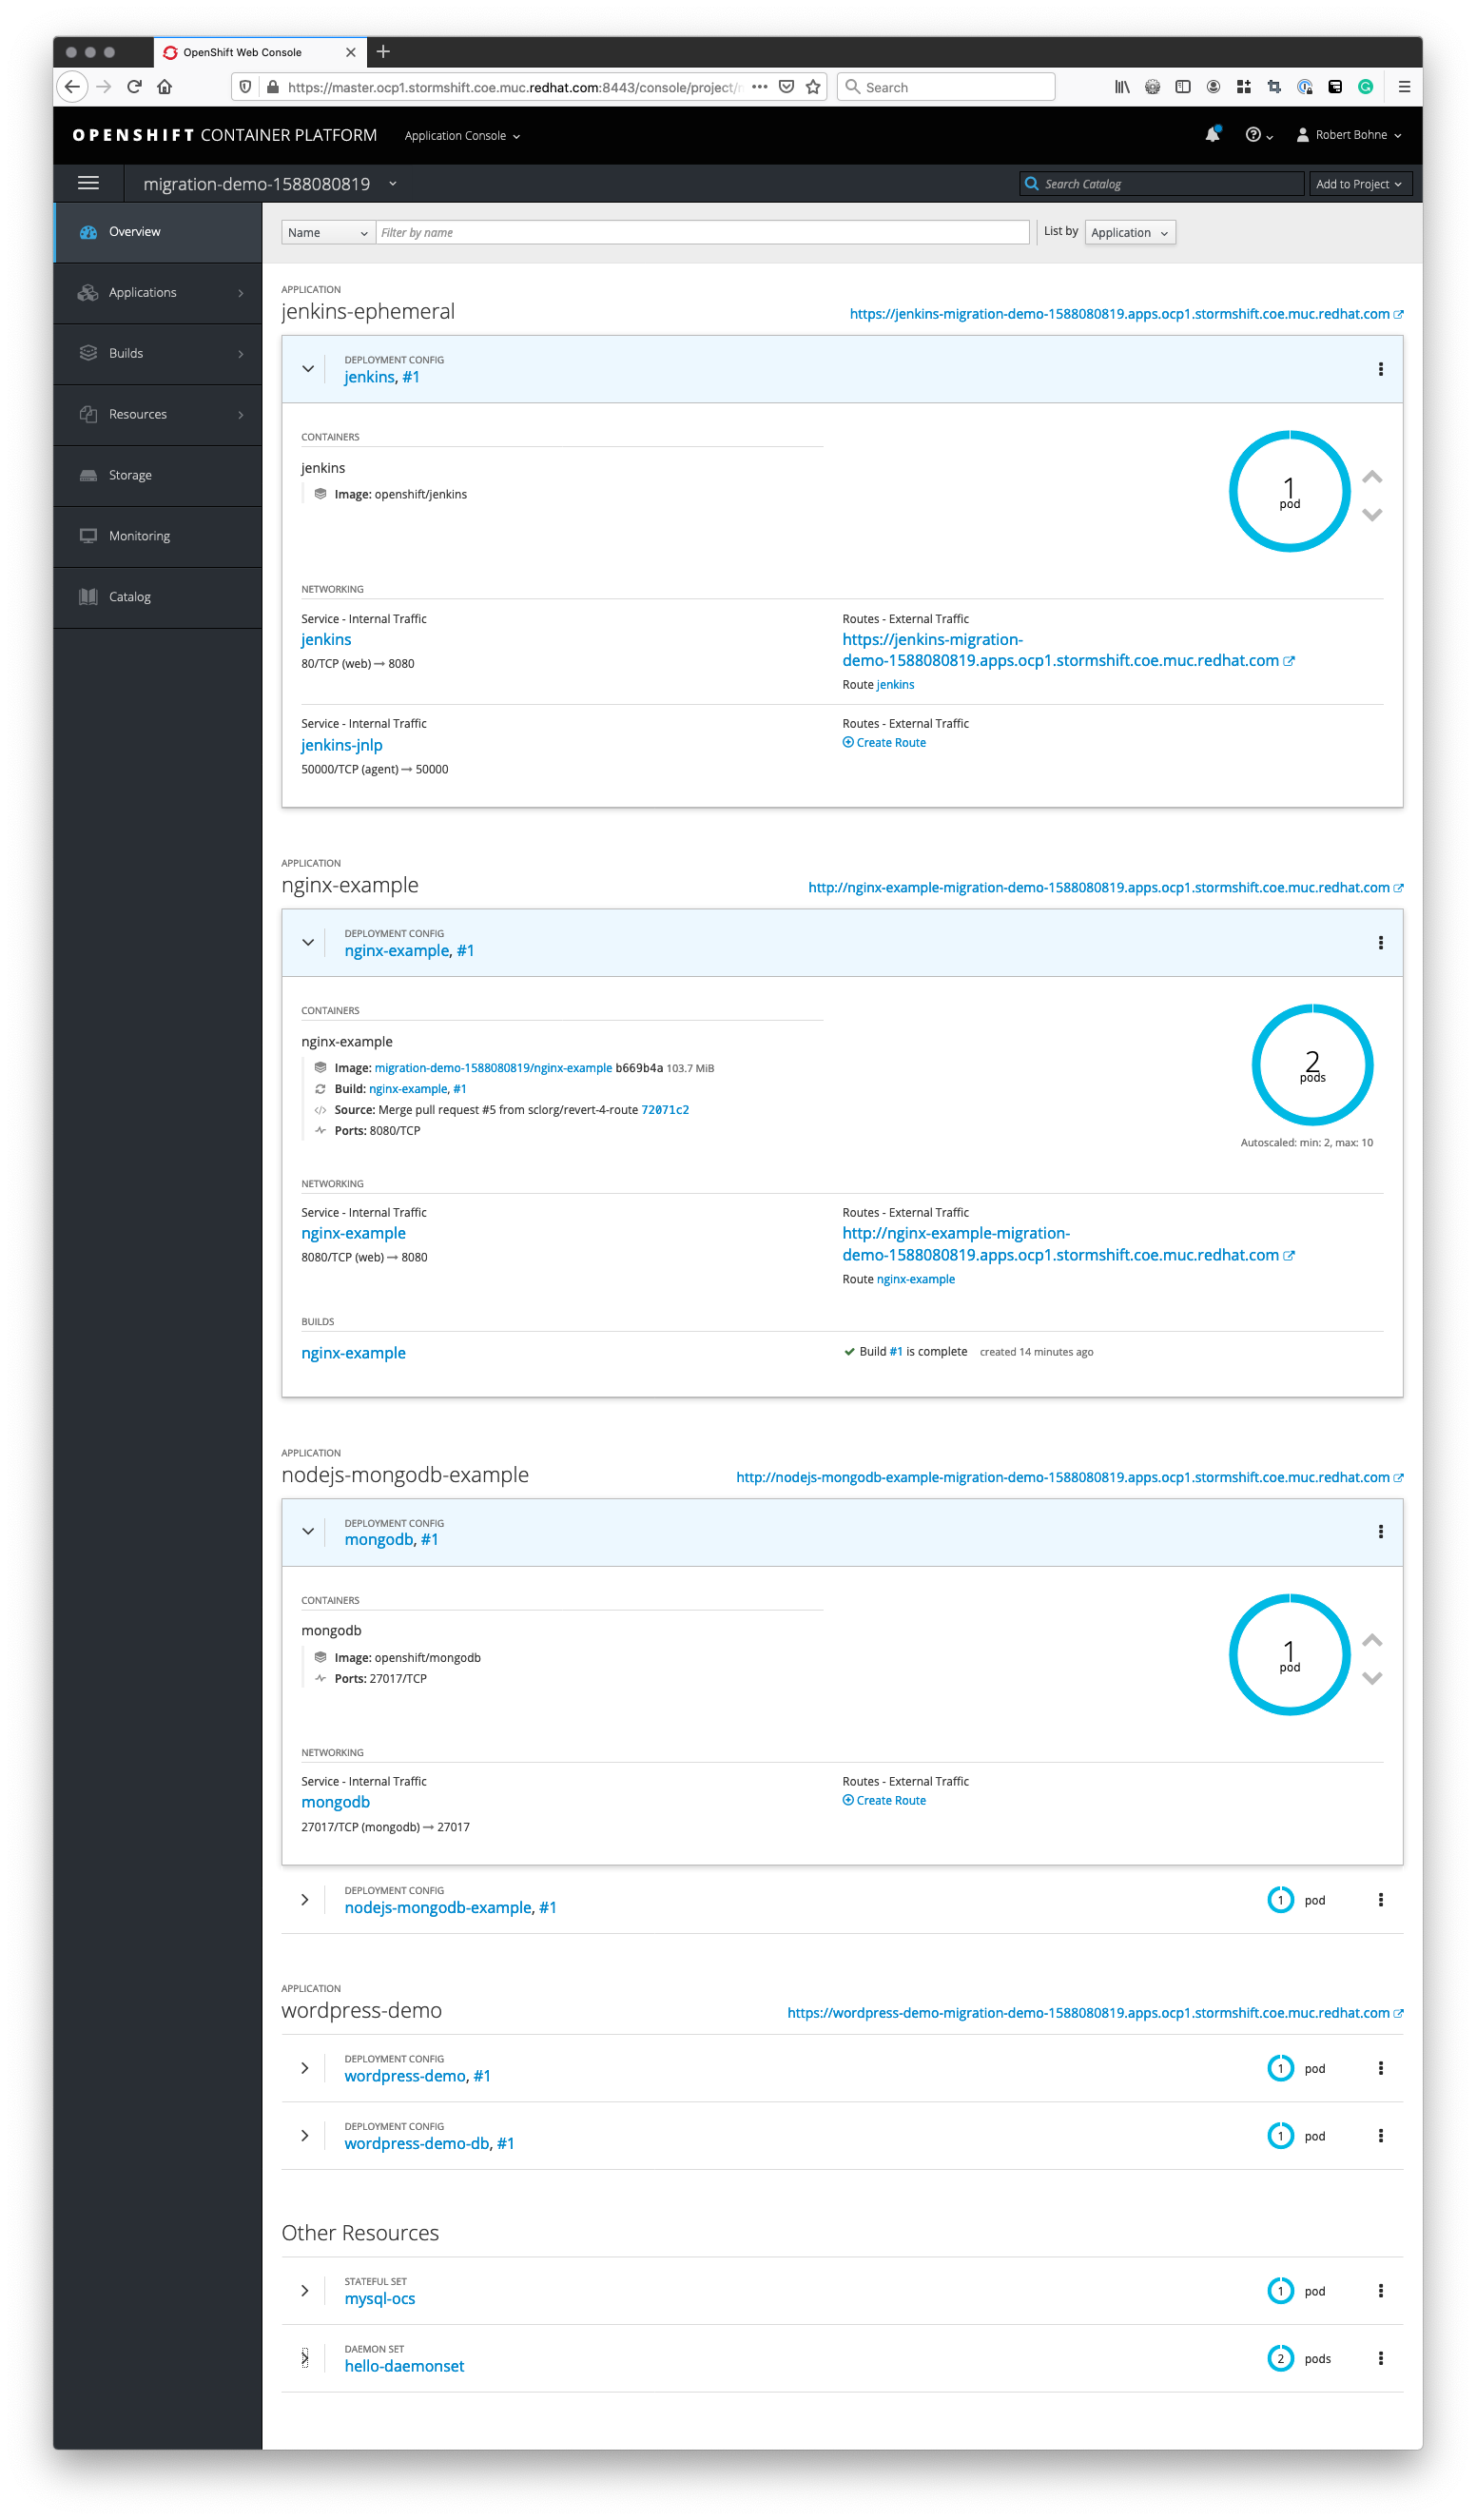 OpenShift Web Console
https://master.ocp1.stormshift.coe.muc.redhat.com:8443/console/project/
Search
OPENSHIFT CONTAINER PLATFORM
Application Console
Robert Bohne
migration-demo-1588080819
Search Catalog
Add to Project
Overview
Applications
Builds
Resources
Storage
Monitoring
Catalog
Name
Filter by name
List by
Application
APPLICATION
jenkins-ephemeral
https://jenkins-migration-demo-1588080819.apps.ocp1.stormshift.coe.muc.redhat.com
DEPLOYMENT CONFIG
jenkins, #1
CONTAINERS
jenkins
Image: openshift/jenkins
1
pod
NETWORKING
Service - Internal Traffic
jenkins
80/TCP (web) → 8080
Routes - External Traffic
https://jenkins-migration-
demo-1588080819.apps.ocp1.stormshift.coe.muc.redhat.com
Route jenkins
Service - Internal Traffic
jenkins-jnlp
50000/TCP (agent) → 50000
Routes - External Traffic
Create Route
APPLICATION
nginx-example
http://nginx-example-migration-demo-1588080819.apps.ocp1.stormshift.coe.muc.redhat.com
DEPLOYMENT CONFIG
nginx-example, #1
CONTAINERS
nginx-example
Image: migration-demo-1588080819/nginx-example b669b4a 103.7 MiB
Build: nginx-example, #1
Source: Merge pull request #5 from sclorg/revert-4-route 72071c2
Ports: 8080/TCP
2
pods
Autoscaled: min: 2, max: 10
NETWORKING
Service - Internal Traffic
nginx-example
8080/TCP (web) → 8080
Routes - External Traffic
http://nginx-example-migration-
demo-1588080819.apps.ocp1.stormshift.coe.muc.redhat.com
Route nginx-example
BUILDS
nginx-example
Build #1 is complete created 14 minutes ago
APPLICATION
nodejs-mongodb-example
http://nodejs-mongodb-example-migration-demo-1588080819.apps.ocp1.stormshift.coe.muc.redhat.com
DEPLOYMENT CONFIG
mongodb, #1
CONTAINERS
mongodb
Image: openshift/mongodb
Ports: 27017/TCP
1
pod
NETWORKING
Service - Internal Traffic
mongodb
27017/TCP (mongodb) → 27017
Routes - External Traffic
Create Route
DEPLOYMENT CONFIG
nodejs-mongodb-example, #1
1 pod
APPLICATION
wordpress-demo
https://wordpress-demo-migration-demo-1588080819.apps.ocp1.stormshift.coe.muc.redhat.com
DEPLOYMENT CONFIG
wordpress-demo, #1
1 pod
DEPLOYMENT CONFIG
wordpress-demo-db, #1
1 pod
Other Resources
STATEFUL SET
mysql-ocs
1 pod
DAEMON SET
hello-daemonset
2 pods